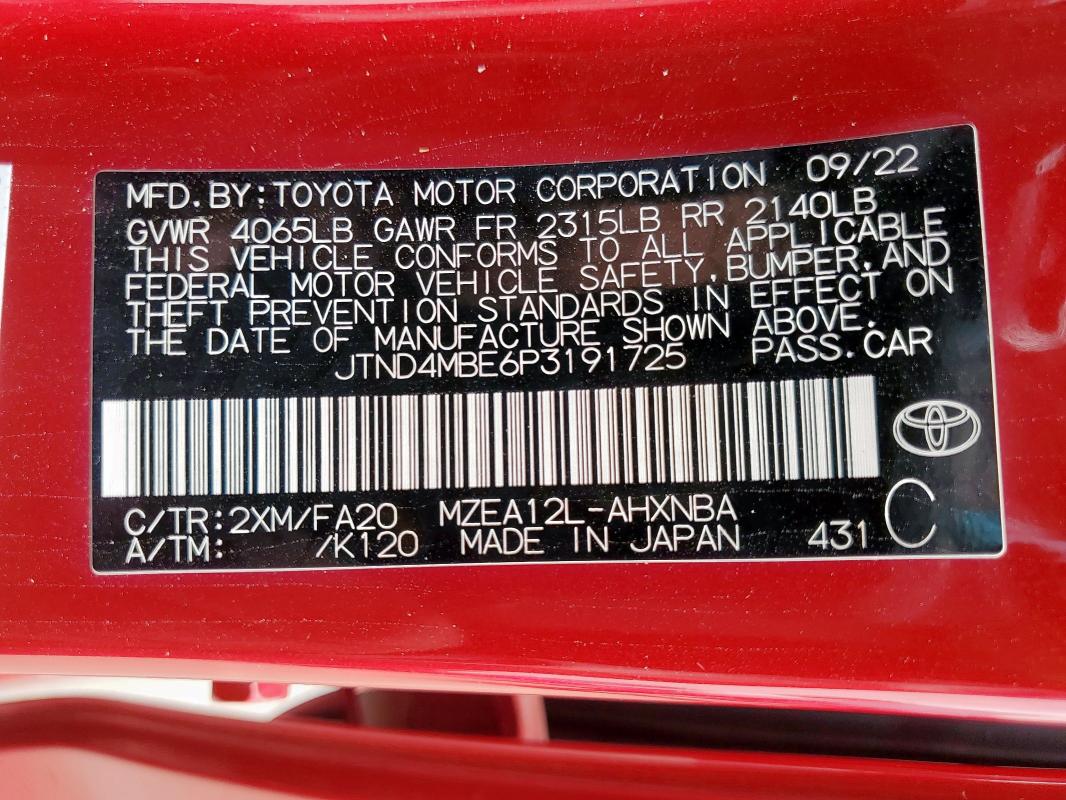 MFD.BY:TOYOTA MOTOR CORPORATION 09/22
GVWR 4065LB GAWR FR 2315LB RR 2140LB
THIS VEHICLE CONFORMS TO ALL APPLICABLE
FEDERAL MOTOR VEHICLE SAFETY,BUMPER,AND
THEFT PREVENTION STANDARDS IN EFFECT ON
THE DATE OF MANUFACTURE SHOWN ABOVE.
JTND4MBE6P3191725 PASS.CAR
C/TR:2XM/FA20 MZEA12L-AHXNBA
A/TM: /K120 MADE IN JAPAN 431 C